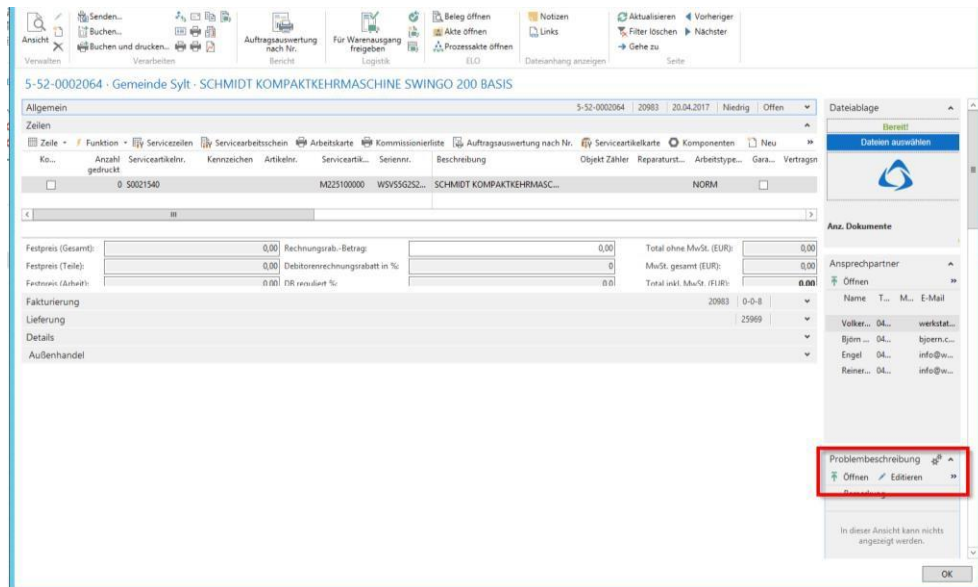 Ansicht
Senden...
Buchen...
Buchen und drucken...
Verwalten
Verarbeiten
Auftragsauswertung
nach Nr.
Bericht
Für Warenausgang
freigeben
Logistik
Beleg öffnen
Akte öffnen
Prozessakte öffnen
ELO
Notizen
Links
Dateianhang anzeigen
Aktualisieren
Vorheriger
Filter löschen
Nächster
Gehe zu
Seite
5-52-0002064 · Gemeinde Sylt · SCHMIDT KOMPAKTKEHRMASCHINE SWINGO 200 BASIS
Allgemein 5-52-0002064 20983 20.04.2017 Niedrig Offen
Zeilen
Zeile Funktion Servicezeilen Servicearbeitsschein Arbeitskarte Kommissionierliste Auftragsauswertung nach Nr. Serviceartikelkarte Komponenten Neu
Ko... Anzahl gedruckt Serviceartikelnr. Kennzeichen Artikelnr. Serviceartik... Seriennr. Beschreibung Objekt Zähler Reparaturst... Arbeitstype... Gara... Vertragsn
0 S0021540 M225100000 WSVS5G2S2... SCHMIDT KOMPAKTKEHRMASC... NORM
Festpreis (Gesamt): 0,00 Rechnungsrab.-Betrag: 0,00 Total ohne MwSt. (EUR): 0,00
Festpreis (Teile): 0,00 Debitorenrechnungsrabatt in %: 0 MwSt. gesamt (EUR): 0,00
Festpreis (Arbeit): 0,00 DB reguliert %: 0,0 Total inkl. MwSt. (EUR): 0,00
Fakturierung 20983 0-0-8
Lieferung 25969
Details
Außenhandel
Dateiablage
Bereit!
Dateien auswählen
Anz. Dokumente
Ansprechpartner
Öffnen
Name T... M... E-Mail
Volker... 04... werkstat...
Björn ... 04... bjoern.c...
Engel 04... info@w...
Reiner... 04... info@w...
Problembeschreibung
Öffnen Editieren
Bemerkung
In dieser Ansicht kann nichts
angezeigt werden.
OK